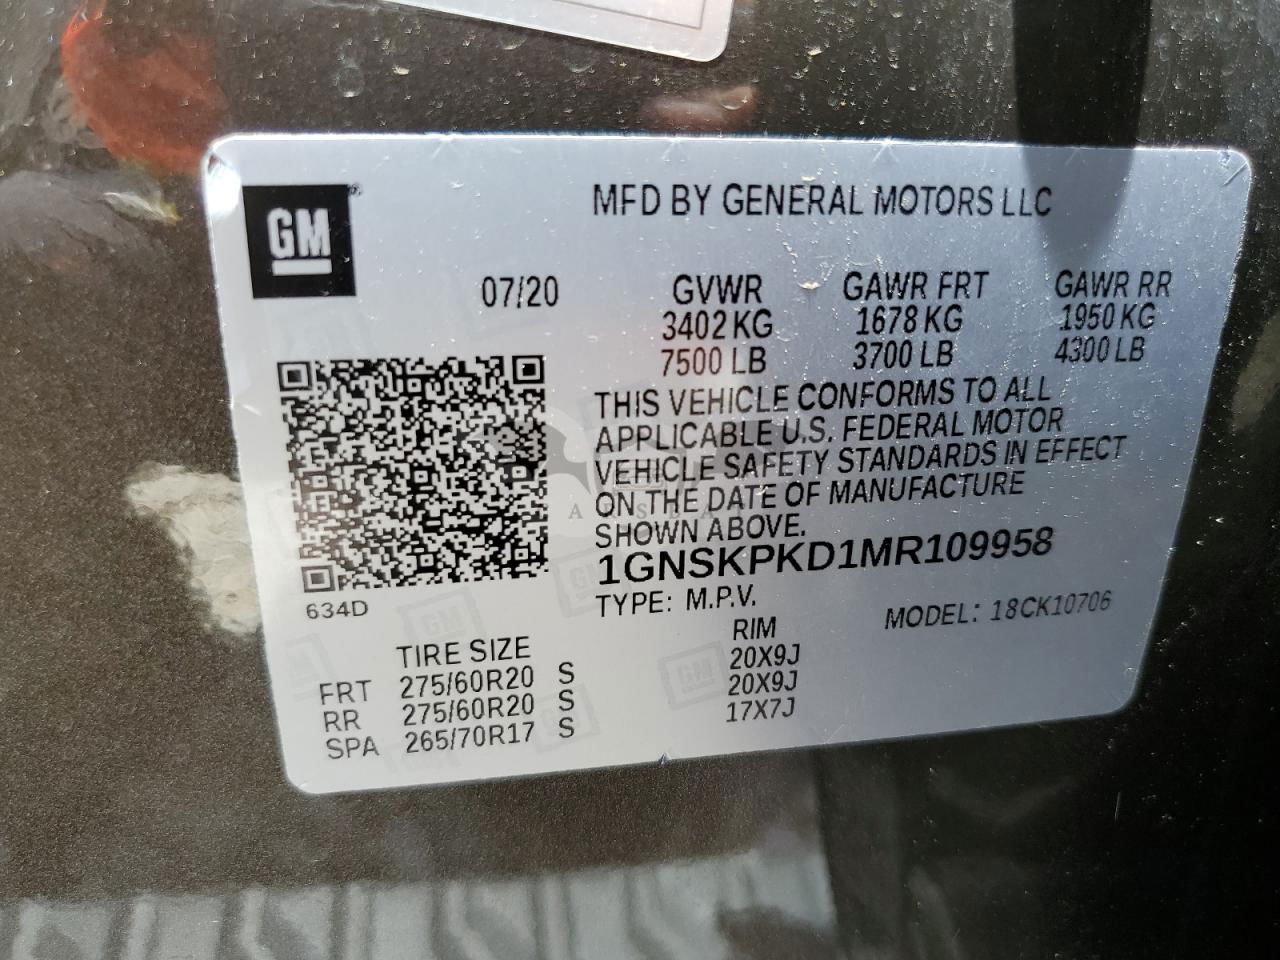 GM
MFD BY GENERAL MOTORS LLC
07/20
GVWR GAWR FRT GAWR RR
3402 KG 1678 KG 1950 KG
7500 LB 3700 LB 4300 LB
THIS VEHICLE CONFORMS TO ALL
APPLICABLE U.S. FEDERAL MOTOR
VEHICLE SAFETY STANDARDS IN EFFECT
ON THE DATE OF MANUFACTURE
SHOWN ABOVE.
1GNSKPKD1MR109958
634D
TYPE: M.P.V. MODEL: 18CK10706
TIRE SIZE RIM
FRT 275/60R20 S 20X9J
RR 275/60R20 S 20X9J
SPA 265/70R17 S 17X7J